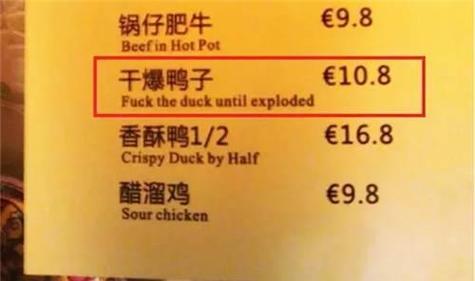 锅仔肥牛 €9.8
Beef in Hot Pot
干爆鸭子 €10.8
Fuck the duck until exploded
香酥鸭1/2 €16.8
Crispy Duck by Half
醋溜鸡 €9.8
Sour chicken